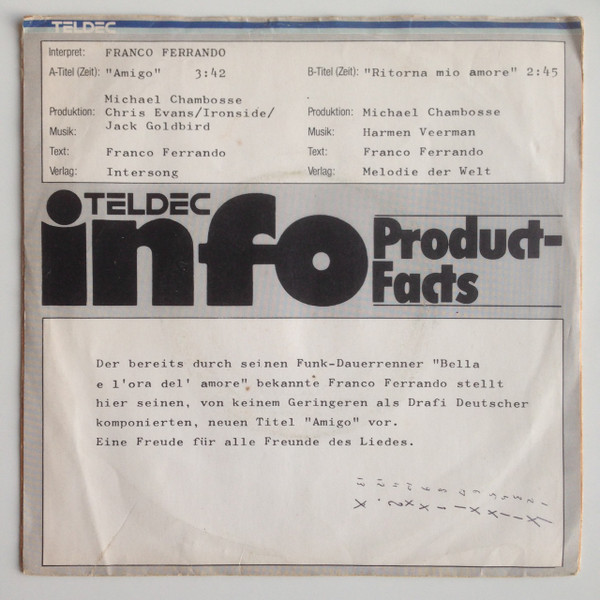 TELDEC
Interpret: FRANCO FERRANDO
A-Titel (Zeit): "Amigo" 3:42
Michael Chambosse
Produktion: Chris Evans/Ironside/
Musik: Jack Goldbird
Text: Franco Ferrando
Verlag: Intersong
B-Titel (Zeit): "Ritorna mio amore" 2:45
Produktion: Michael Chambosse
Musik: Harmen Veerman
Text: Franco Ferrando
Verlag: Melodie der Welt
TELDEC
info
Product-
Facts
Der bereits durch seinen Funk-Dauerrenner "Bella
e l'ora del' amore" bekannte Franco Ferrando stellt
hier seinen, von keinem Geringeren als Drafi Deutscher
komponierten, neuen Titel "Amigo" vor.
Eine Freude für alle Freunde des Liedes.